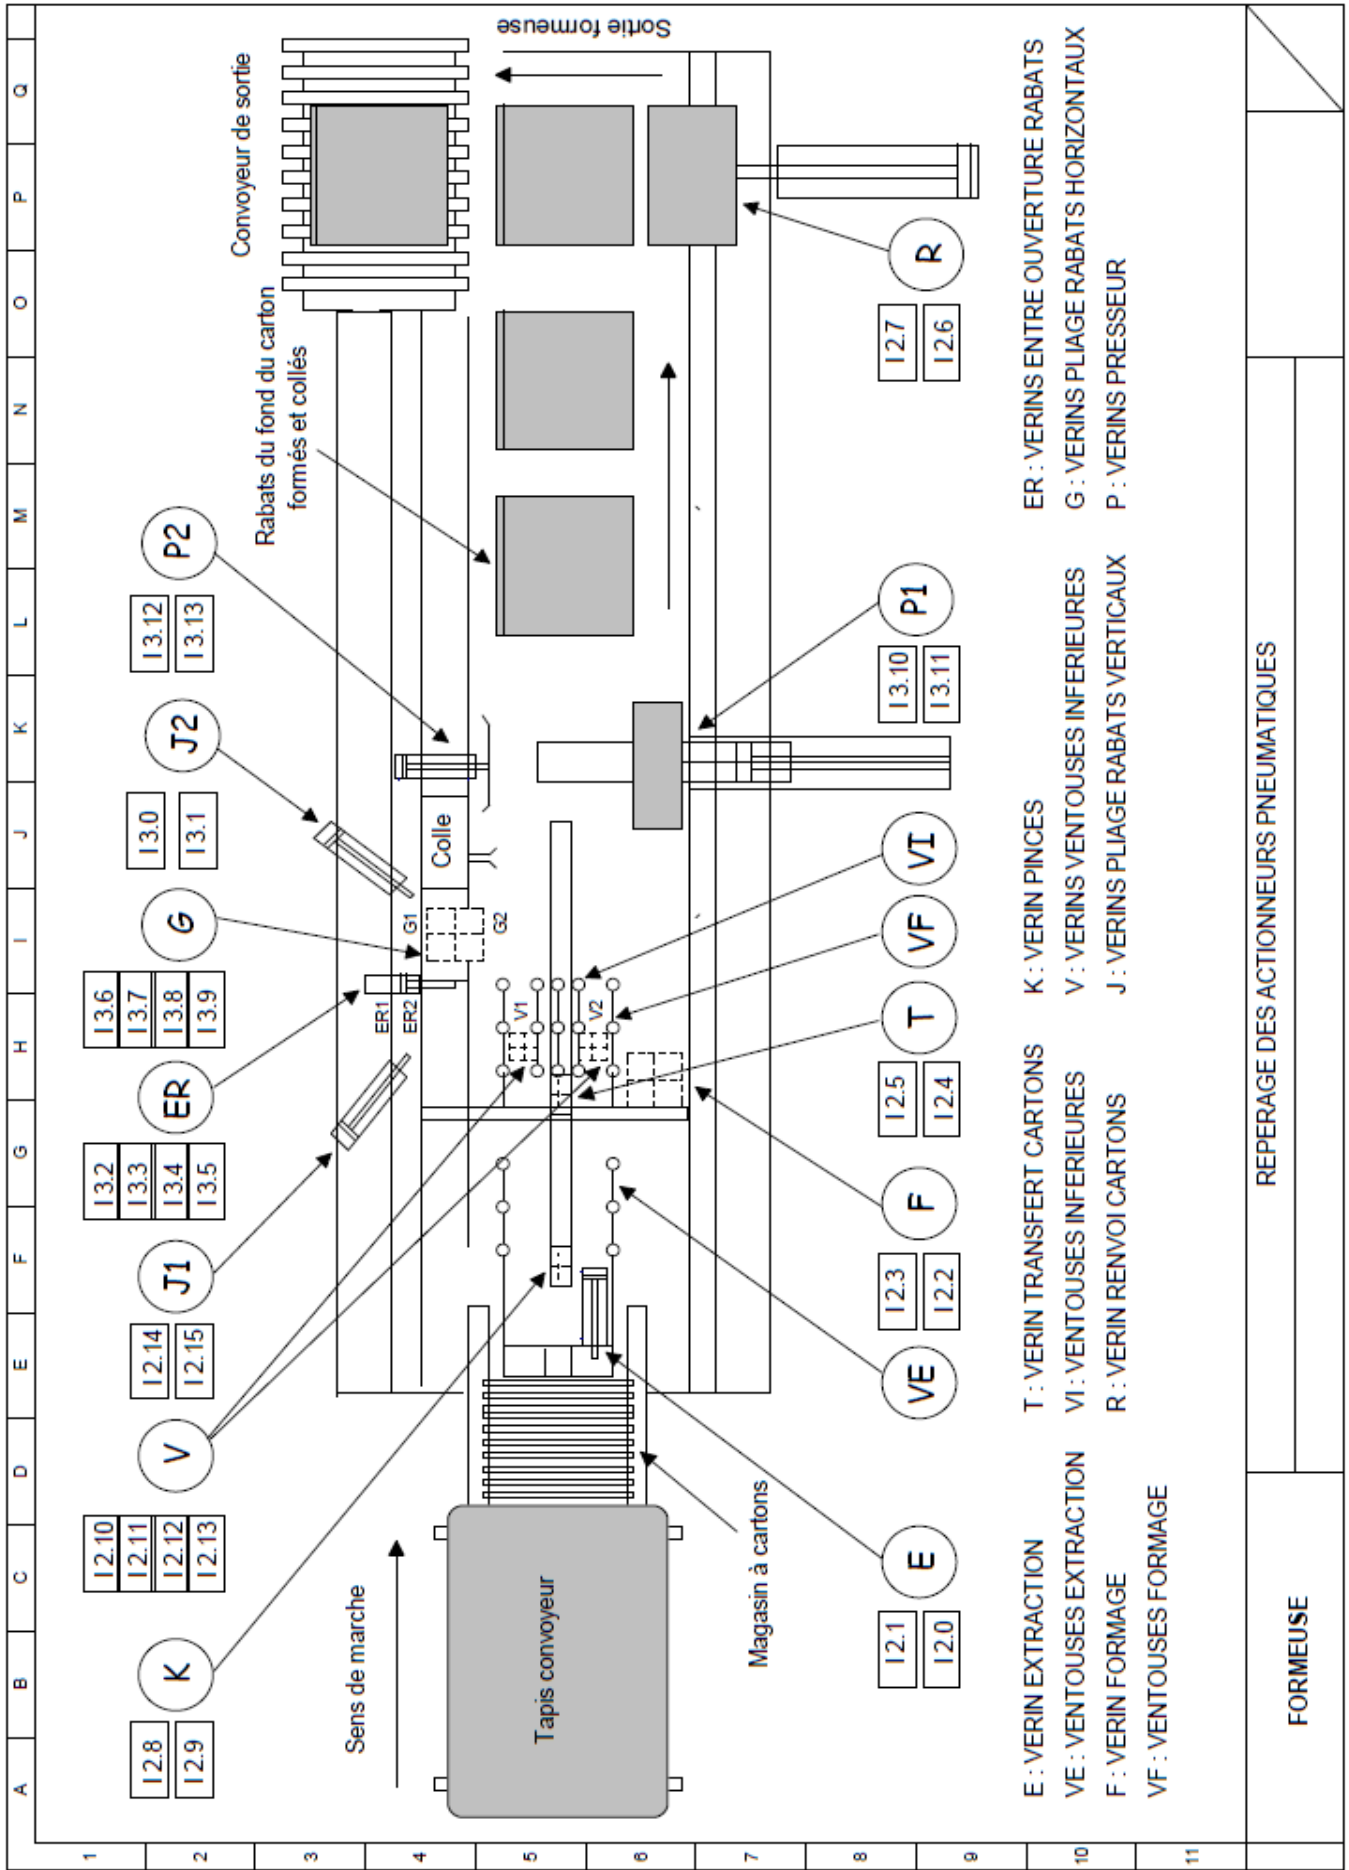 A B C D E F G H I J K L M N O P Q
1
2
3
4
5
6
7
8
9
10
11
I 2.8
I 2.9
K
I 2.10
I 2.11
I 2.12
I 2.13
V
I 2.14
I 2.15
J1
I 3.2
I 3.3
I 3.4
I 3.5
ER
I 3.6
I 3.7
I 3.8
I 3.9
G
I 3.0
I 3.1
J2
I 3.12
I 3.13
P2
Rabats du fond du carton
formés et collés
Convoyeur de sortie
Sortie formeuse
Sens de marche
Tapis convoyeur
Magasin à cartons
ER1
ER2
G1
G2
Colle
V1
V2
I 2.1
I 2.0
E
VE
I 2.3
I 2.2
F
I 2.5
I 2.4
T
VF
VI
I 3.10
I 3.11
P1
I 2.7
I 2.6
R
E : VERIN EXTRACTION
VE : VENTOUSES EXTRACTION
F : VERIN FORMAGE
VF : VENTOUSES FORMAGE
T : VERIN TRANSFERT CARTONS
VI : VENTOUSES INFERIEURES
R : VERIN RENVOI CARTONS
K : VERIN PINCES
V : VERINS VENTOUSES INFERIEURES
J : VERINS PLIAGE RABATS VERTICAUX
ER : VERINS ENTRE OUVERTURE RABATS
G : VERINS PLIAGE RABATS HORIZONTAUX
P : VERINS PRESSEUR
FORMEUSE
REPERAGE DES ACTIONNEURS PNEUMATIQUES